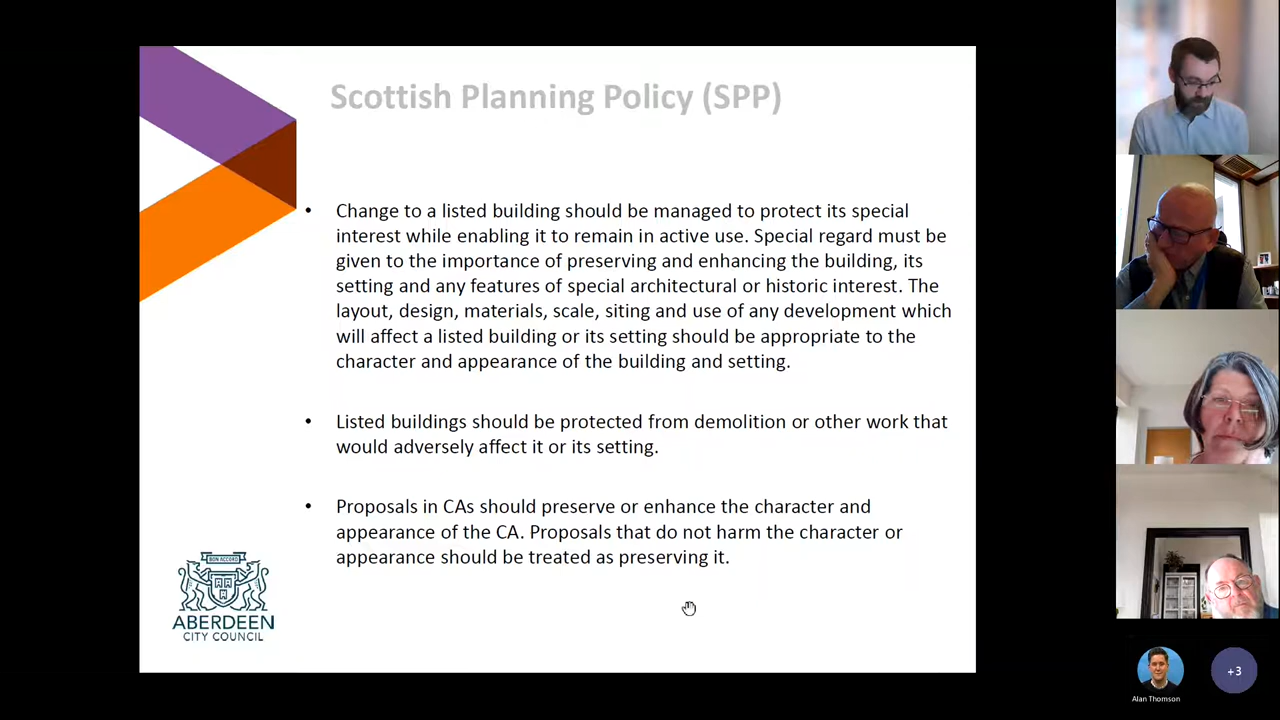 Scottish Planning Policy (SPP)
• Change to a listed building should be managed to protect its special
interest while enabling it to remain in active use. Special regard must be
given to the importance of preserving and enhancing the building, its
setting and any features of special architectural or historic interest. The
layout, design, materials, scale, siting and use of any development which
will affect a listed building or its setting should be appropriate to the
character and appearance of the building and setting.
• Listed buildings should be protected from demolition or other work that
would adversely affect it or its setting.
• Proposals in CAs should preserve or enhance the character and
appearance of the CA. Proposals that do not harm the character or
appearance should be treated as preserving it.
BON ACCORD
ABERDEEN
CITY COUNCIL
Alan Thomson
+3